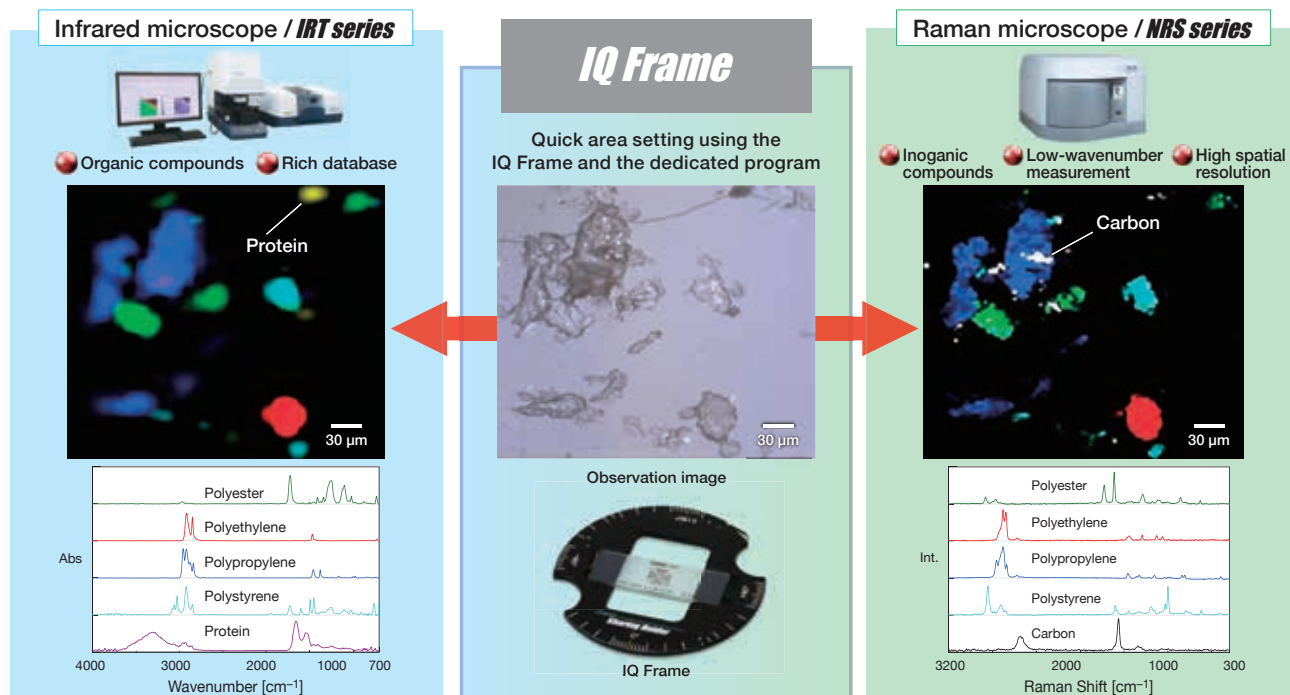 Infrared microscope / IRT series
Organic compounds
Rich database
Protein
30 µm
Polyester
Polyethylene
Polypropylene
Polystyrene
Protein
Abs
4000
3000
2000
1000
700
Wavenumber [cm⁻¹]
IQ Frame
Quick area setting using the
IQ Frame and the dedicated program
30 µm
Observation image
IQ Frame
Raman microscope / NRS series
Inoganic
compounds
Low-wavenumber
measurement
High spatial
resolution
Carbon
30 µm
Polyester
Polyethylene
Polypropylene
Polystyrene
Carbon
Int.
3200
2000
1000
300
Raman Shift [cm⁻¹]